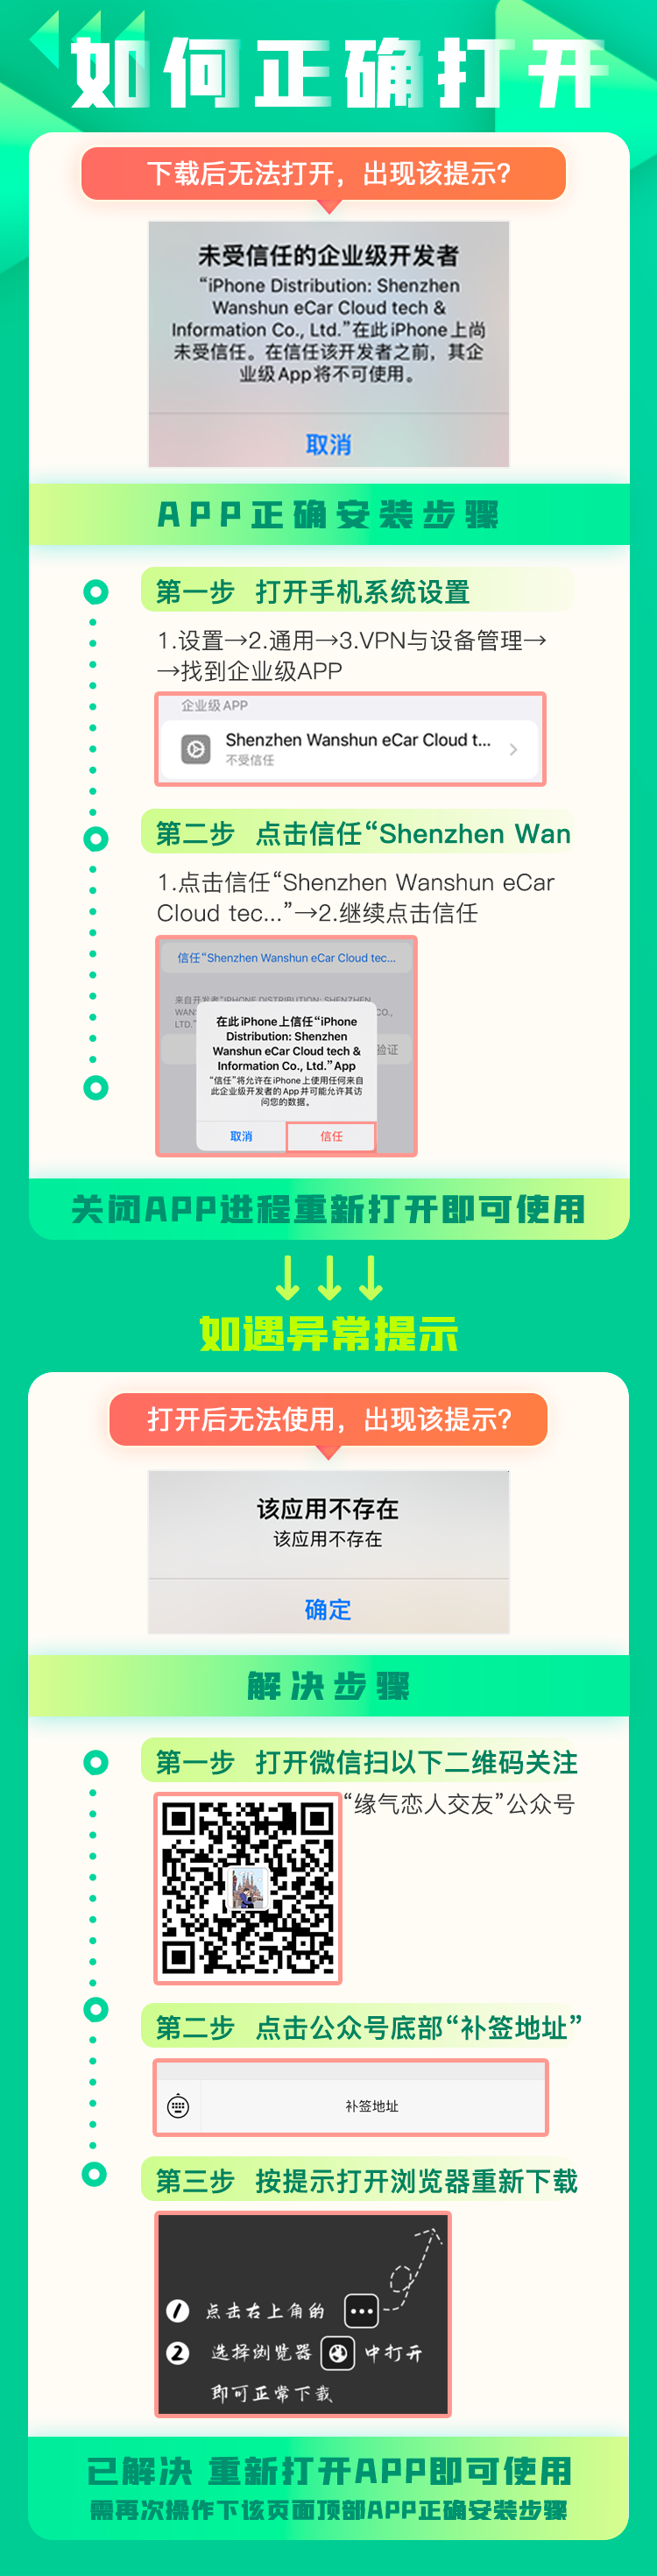 如何正确打开
下载后无法打开，出现该提示？
未受信任的企业级开发者
“iPhone Distribution: Shenzhen
Wanshun eCar Cloud tech &
Information Co., Ltd.”在此iPhone上尚
未受信任。在信任该开发者之前，其企
业级App将不可使用。
取消
APP正确安装步骤
第一步 打开手机系统设置
1.设置→2.通用→3.VPN与设备管理→
→找到企业级APP
企业级 APP
Shenzhen Wanshun eCar Cloud t...
不受信任
第二步 点击信任“Shenzhen Wan
1.点击信任“Shenzhen Wanshun eCar
Cloud tec...”→2.继续点击信任
信任“Shenzhen Wanshun eCar Cloud tec...
来自开发者“IPHONE DISTRIBUTION: SHENZHEN
WAN
CO.,
LTD.”
验证
在此iPhone上信任“iPhone
Distribution: Shenzhen
Wanshun eCar Cloud tech &
Information Co., Ltd.”App
“信任”将允许在iPhone上使用任何来自
此企业级开发者的App并可能允许其访
问您的数据。
取消
信任
关闭APP进程重新打开即可使用
如遇异常提示
打开后无法使用，出现该提示？
该应用不存在
该应用不存在
确定
解决步骤
第一步 打开微信扫以下二维码关注
“缘气恋人交友”公众号
第二步 点击公众号底部“补签地址”
补签地址
第三步 按提示打开浏览器重新下载
1 点击右上角的
2 选择浏览器 中打开
即可正常下载
已解决 重新打开APP即可使用
需再次操作下该页面顶部APP正确安装步骤